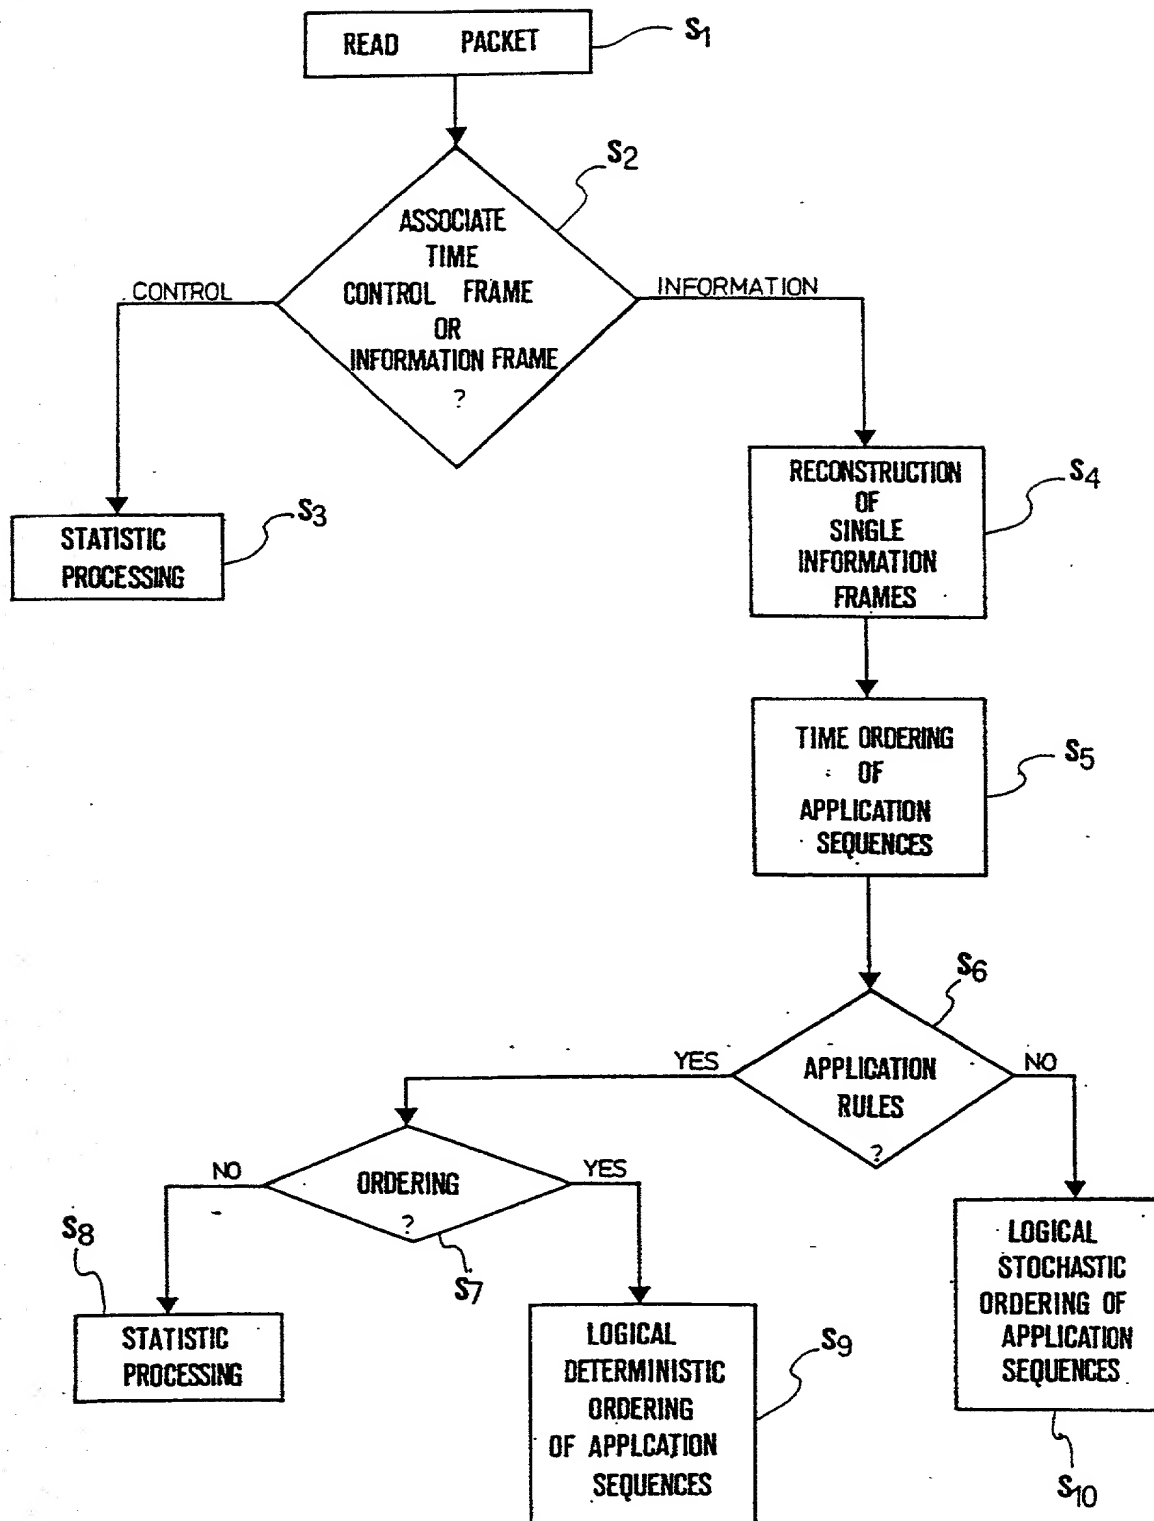 READ PACKET
S1
S2
ASSOCIATE
TIME
CONTROL FRAME
OR
INFORMATION FRAME
?
CONTROL
INFORMATION
S3
STATISTIC
PROCESSING
S4
RECONSTRUCTION
OF
SINGLE
INFORMATION
FRAMES
S5
TIME ORDERING
OF
APPLICATION
SEQUENCES
S6
APPLICATION
RULES
?
YES
NO
ORDERING
?
NO
YES
S7
S8
STATISTIC
PROCESSING
S9
LOGICAL
DETERMINISTIC
ORDERING
OF APPLCATION
SEQUENCES
LOGICAL
STOCHASTIC
ORDERING OF
APPLICATION
SEQUENCES
S10